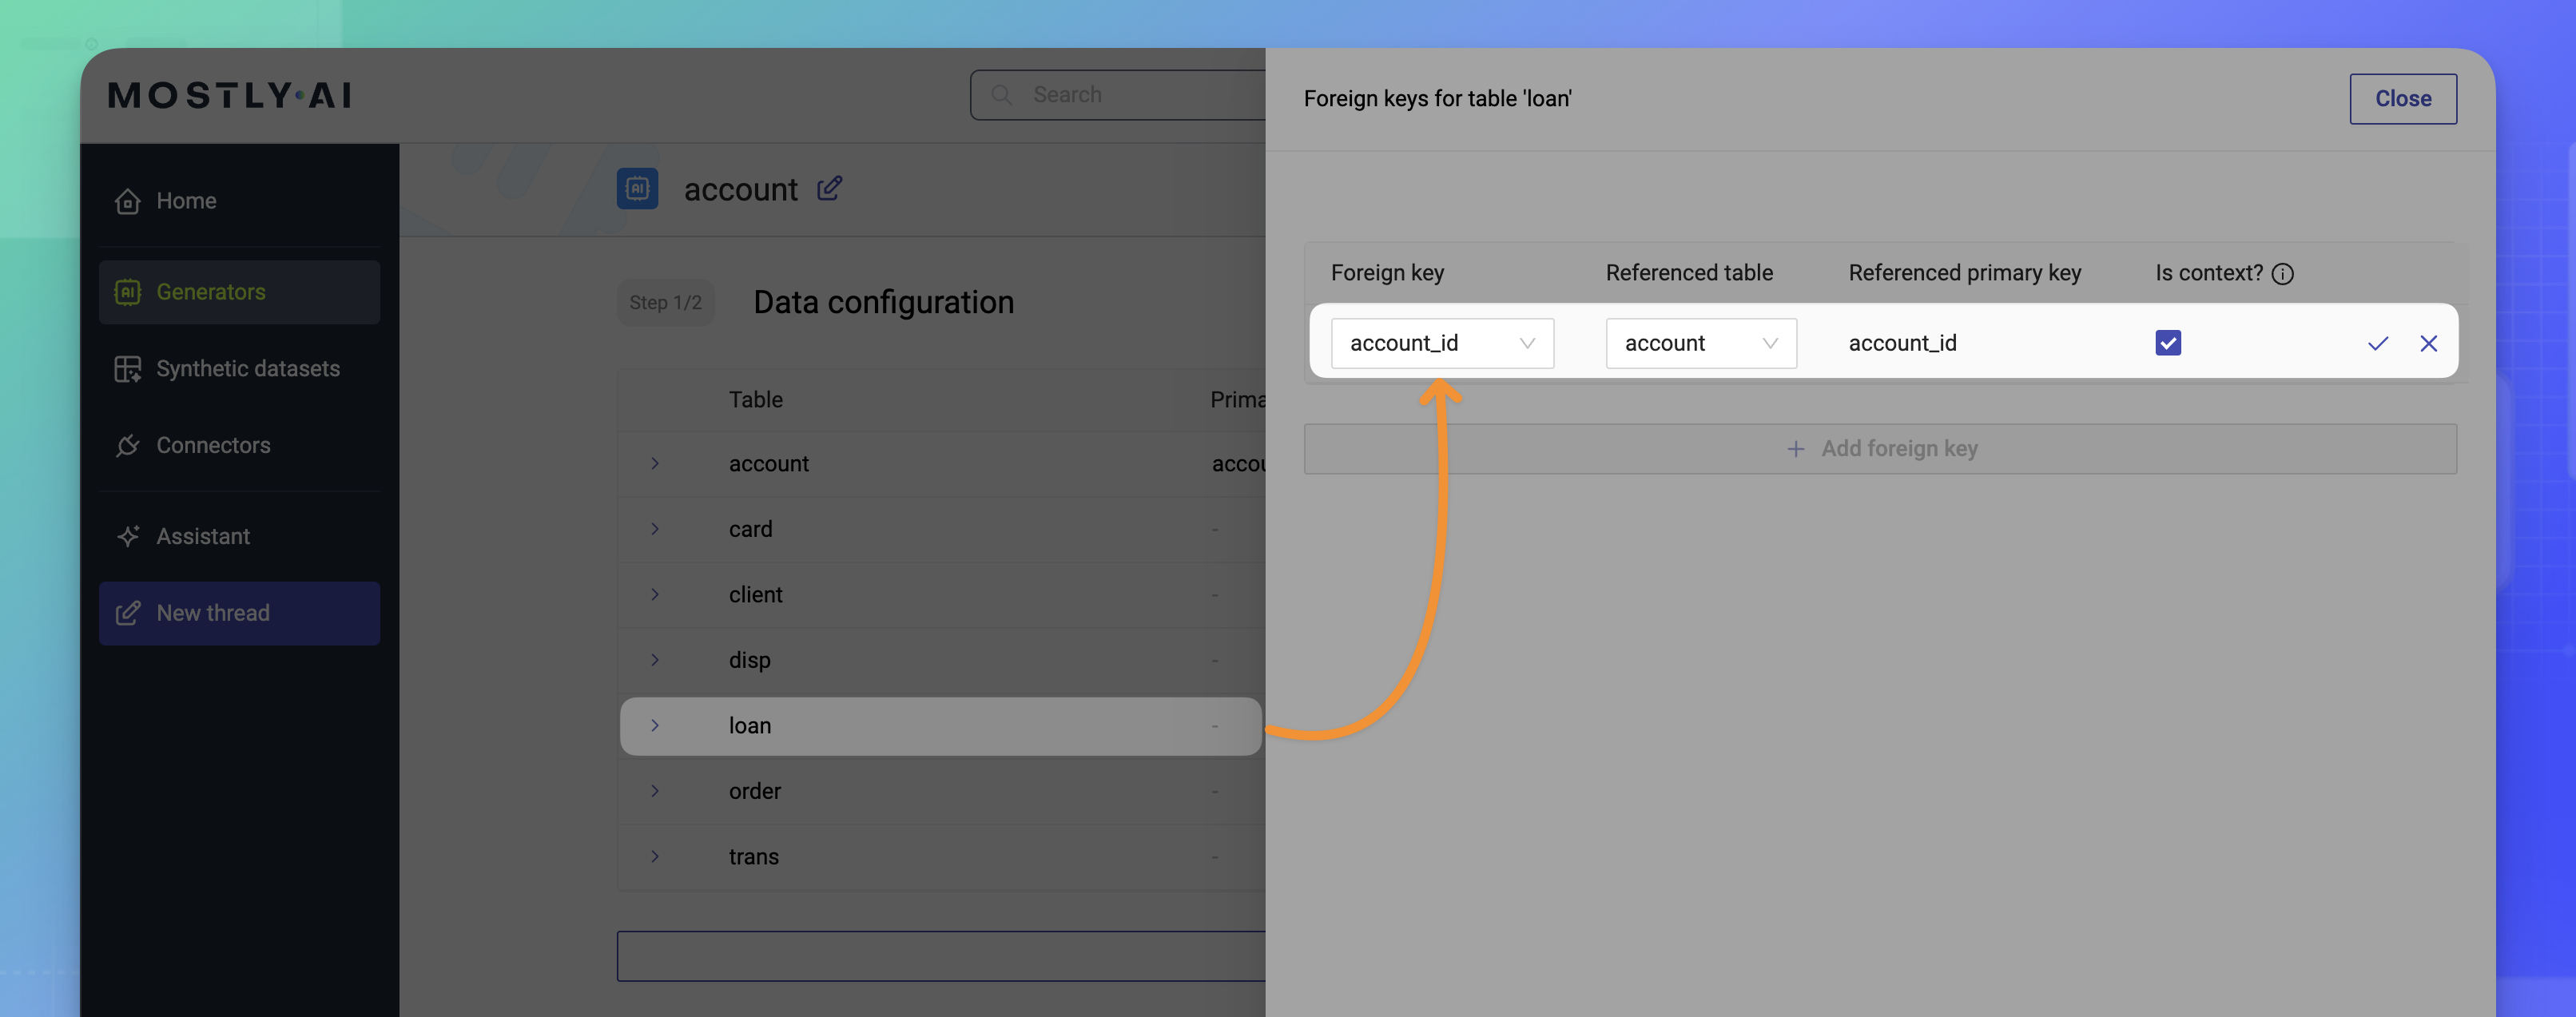 MOSTLY·AI
Search
Home
Generators
Synthetic datasets
Connectors
Assistant
New thread
account
Step 1/2
Data configuration
Table
Prima
account
accou
card
-
client
-
disp
-
loan
-
order
-
trans
-
Foreign keys for table 'loan'
Close
Foreign key
Referenced table
Referenced primary key
Is context?
account_id
account
account_id
+ Add foreign key